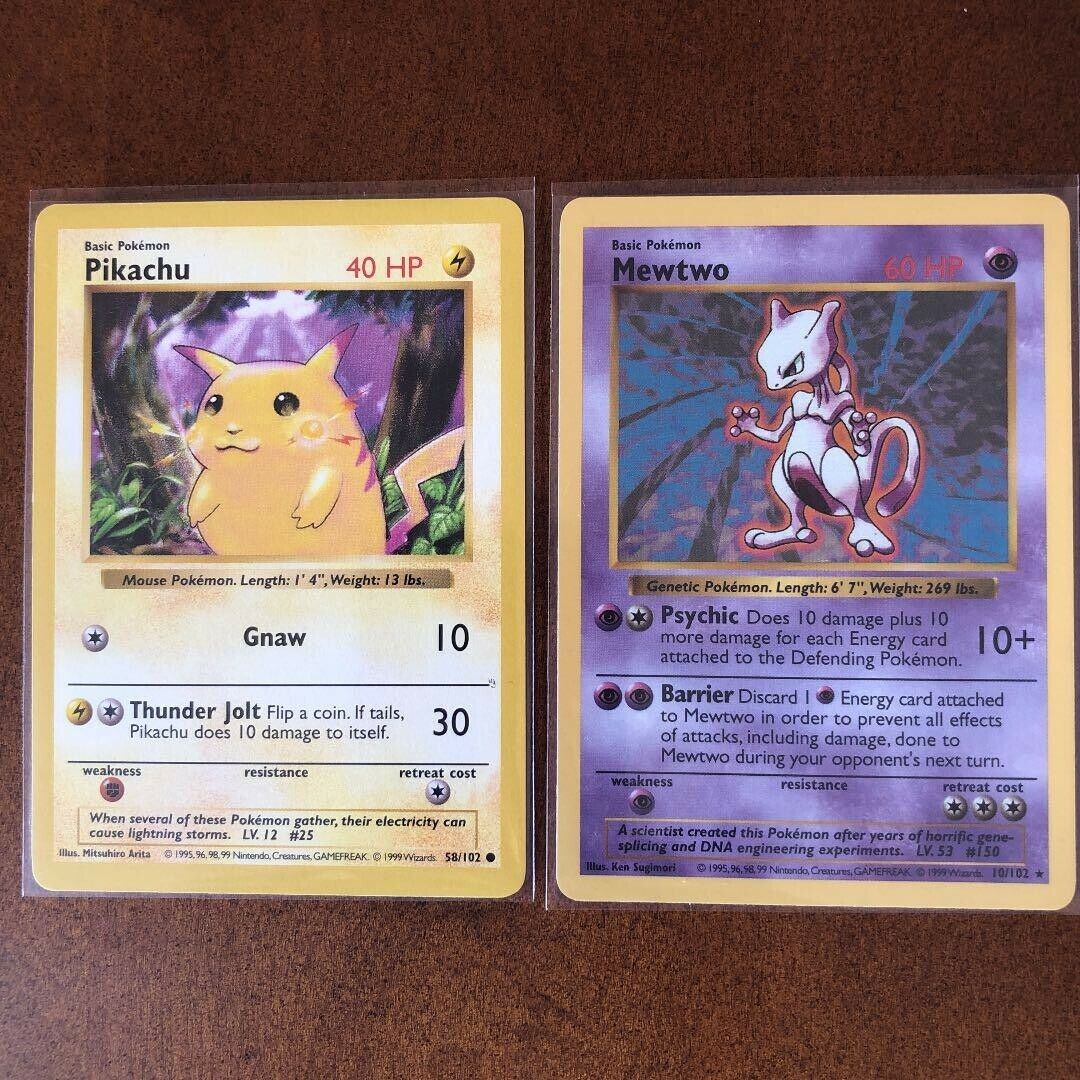 Basic Pokémon
Pikachu 40 HP
Mouse Pokémon. Length: 1' 4", Weight: 13 lbs.
Gnaw 10
Thunder Jolt Flip a coin. If tails,
Pikachu does 10 damage to itself.
30
weakness resistance retreat cost
When several of these Pokémon gather, their electricity can
cause lightning storms. LV. 12 #25
Illus. Mitsuhiro Arita © 1995, 96, 98, 99 Nintendo, Creatures, GAMEFREAK. © 1999 Wizards. 58/102 ●
Basic Pokémon
Mewtwo 60 HP
Genetic Pokémon. Length: 6' 7", Weight: 269 lbs.
Psychic Does 10 damage plus 10
more damage for each Energy card
attached to the Defending Pokémon.
10+
Barrier Discard 1 Energy card attached
to Mewtwo in order to prevent all effects
of attacks, including damage, done to
Mewtwo during your opponent's next turn.
weakness resistance retreat cost
A scientist created this Pokémon after years of horrific gene-
splicing and DNA engineering experiments. LV. 53 #150
Illus. Ken Sugimori © 1995, 96, 98, 99 Nintendo, Creatures, GAMEFREAK. © 1999 Wizards. 10/102 ★